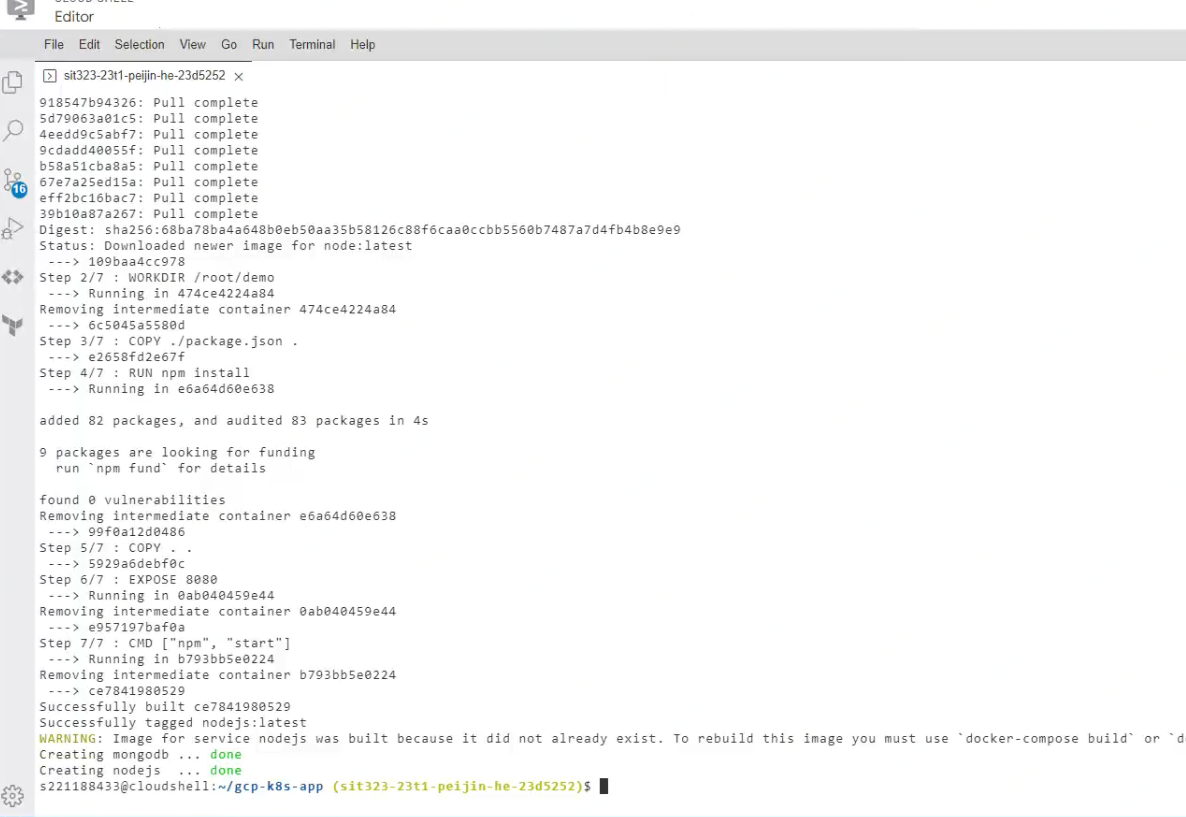 Editor
File Edit Selection View Go Run Terminal Help
sit323-23t1-peijin-he-23d5252 ×
918547b94326: Pull complete
5d79063a01c5: Pull complete
4eedd9c5abf7: Pull complete
9cdadd40055f: Pull complete
b58a51cba8a5: Pull complete
67e7a25ed15a: Pull complete
eff2bc16bac7: Pull complete
39b10a87a267: Pull complete
Digest: sha256:68ba78ba4a648b0eb50aa35b58126c88f6caa0ccbb5560b7487a7d4fb4b8e9e9
Status: Downloaded newer image for node:latest
---> 109baa4cc978
Step 2/7 : WORKDIR /root/demo
---> Running in 474ce4224a84
Removing intermediate container 474ce4224a84
---> 6c5045a5580d
Step 3/7 : COPY ./package.json .
---> e2658fd2e67f
Step 4/7 : RUN npm install
---> Running in e6a64d60e638
added 82 packages, and audited 83 packages in 4s
9 packages are looking for funding
run `npm fund` for details
found 0 vulnerabilities
Removing intermediate container e6a64d60e638
---> 99f0a12d0486
Step 5/7 : COPY . .
---> 5929a6debf0c
Step 6/7 : EXPOSE 8080
---> Running in 0ab040459e44
Removing intermediate container 0ab040459e44
---> e957197baf0a
Step 7/7 : CMD ["npm", "start"]
---> Running in b793bb5e0224
Removing intermediate container b793bb5e0224
---> ce7841980529
Successfully built ce7841980529
Successfully tagged nodejs:latest
WARNING: Image for service nodejs was built because it did not already exist. To rebuild this image you must use `docker-compose build` or `d
Creating mongodb ... done
Creating nodejs ... done
s221188433@cloudshell:~/gcp-k8s-app (sit323-23t1-peijin-he-23d5252)$
16